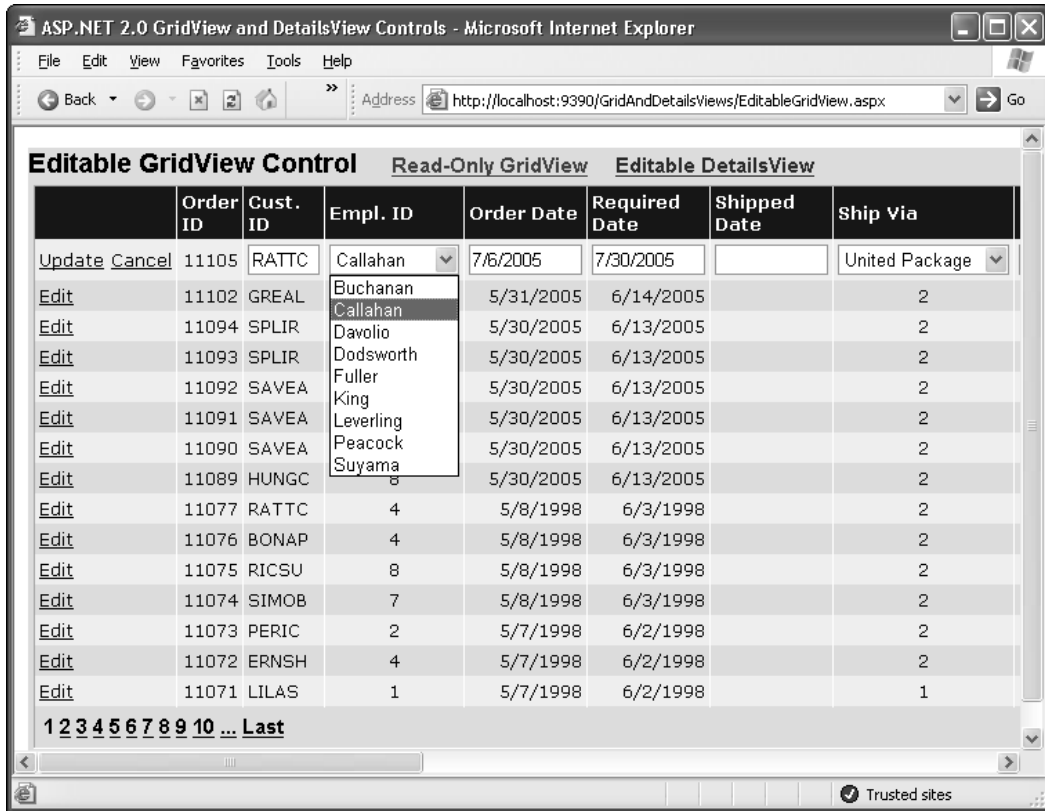 ASP.NET 2.0 GridView and DetailsView Controls - Microsoft Internet Explorer
File Edit View Favorites Tools Help
Back » Address http://localhost:9390/GridAndDetailsViews/EditableGridView.aspx Go
Editable GridView Control Read-Only GridView Editable DetailsView
Order ID Cust. ID Empl. ID Order Date Required Date Shipped Date Ship Via
Update Cancel 11105 RATTC Callahan 7/6/2005 7/30/2005 United Package
Buchanan
Callahan
Davolio
Dodsworth
Fuller
King
Leverling
Peacock
Suyama
Edit 11102 GREAL 5/31/2005 6/14/2005 2
Edit 11094 SPLIR 5/30/2005 6/13/2005 2
Edit 11093 SPLIR 5/30/2005 6/13/2005 2
Edit 11092 SAVEA 5/30/2005 6/13/2005 2
Edit 11091 SAVEA 5/30/2005 6/13/2005 2
Edit 11090 SAVEA 5/30/2005 6/13/2005 2
Edit 11089 HUNGC 8 5/30/2005 6/13/2005 2
Edit 11077 RATTC 4 5/8/1998 6/3/1998 2
Edit 11076 BONAP 4 5/8/1998 6/3/1998 2
Edit 11075 RICSU 8 5/8/1998 6/3/1998 2
Edit 11074 SIMOB 7 5/8/1998 6/3/1998 2
Edit 11073 PERIC 2 5/7/1998 6/2/1998 2
Edit 11072 ERNSH 4 5/7/1998 6/2/1998 2
Edit 11071 LILAS 1 5/7/1998 6/2/1998 1
1 2 3 4 5 6 7 8 9 10 ... Last
Trusted sites